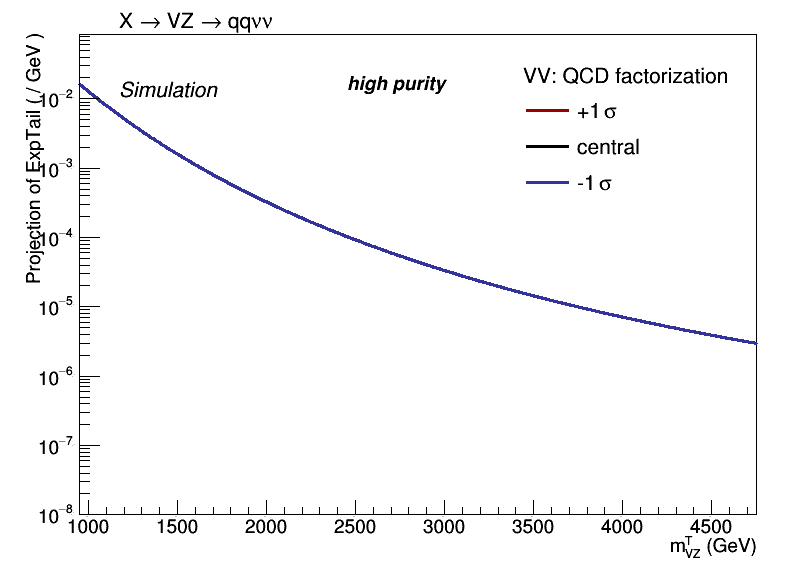 X → VZ → qqνν
Projection of ExpTail ( / GeV )
Simulation
high purity
VV: QCD factorization
+1 σ
central
-1 σ
10⁻²
10⁻³
10⁻⁴
10⁻⁵
10⁻⁶
10⁻⁷
10⁻⁸
1000 1500 2000 2500 3000 3500 4000 4500
m^T_VZ (GeV)